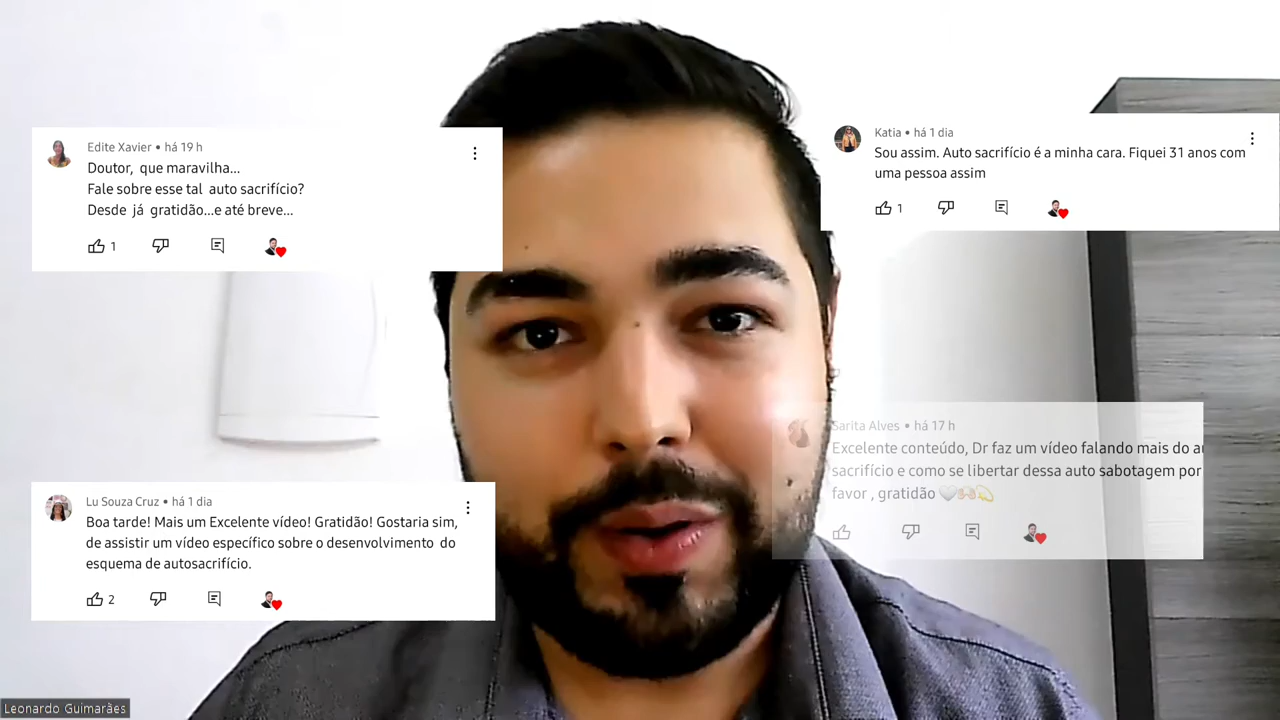 Edite Xavier • há 19 h
Doutor, que maravilha...
Fale sobre esse tal auto sacrifício?
Desde já gratidão...e até breve...
1
Katia • há 1 dia
Sou assim. Auto sacrifício é a minha cara. Fiquei 31 anos com
uma pessoa assim
1
Sarita Alves • há 17 h
Excelente conteúdo, Dr faz um vídeo falando mais do
sacrifício e como se libertar dessa auto sabotagem por
favor , gratidão 🤍🙌💫
Lu Souza Cruz • há 1 dia
Boa tarde! Mais um Excelente vídeo! Gratidão! Gostaria sim,
de assistir um vídeo específico sobre o desenvolvimento do
esquema de autosacrifício.
2
Leonardo Guimarães